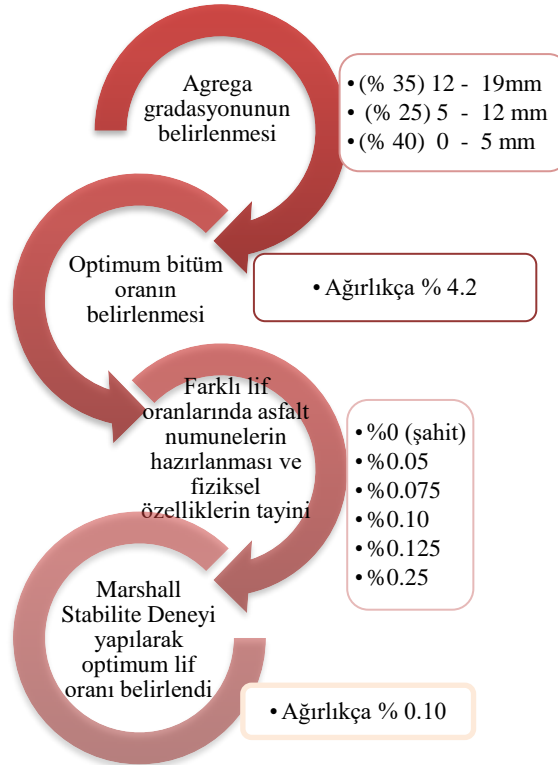 Agrega
gradasyonunun
belirlenmesi
• (% 35) 12 - 19mm
• (% 25) 5 - 12 mm
• (% 40) 0 - 5 mm
Optimum bitüm
oranın
belirlenmesi
• Ağırlıkça % 4.2
Farklı lif
oranlarında asfalt
numunelerin
hazırlanması ve
fiziksel
özelliklerin tayini
• %0 (şahit)
• %0.05
• %0.075
• %0.10
• %0.125
• %0.25
Marshall
Stabilite Deneyi
yapılarak
optimum lif
oranı belirlendi
• Ağırlıkça % 0.10